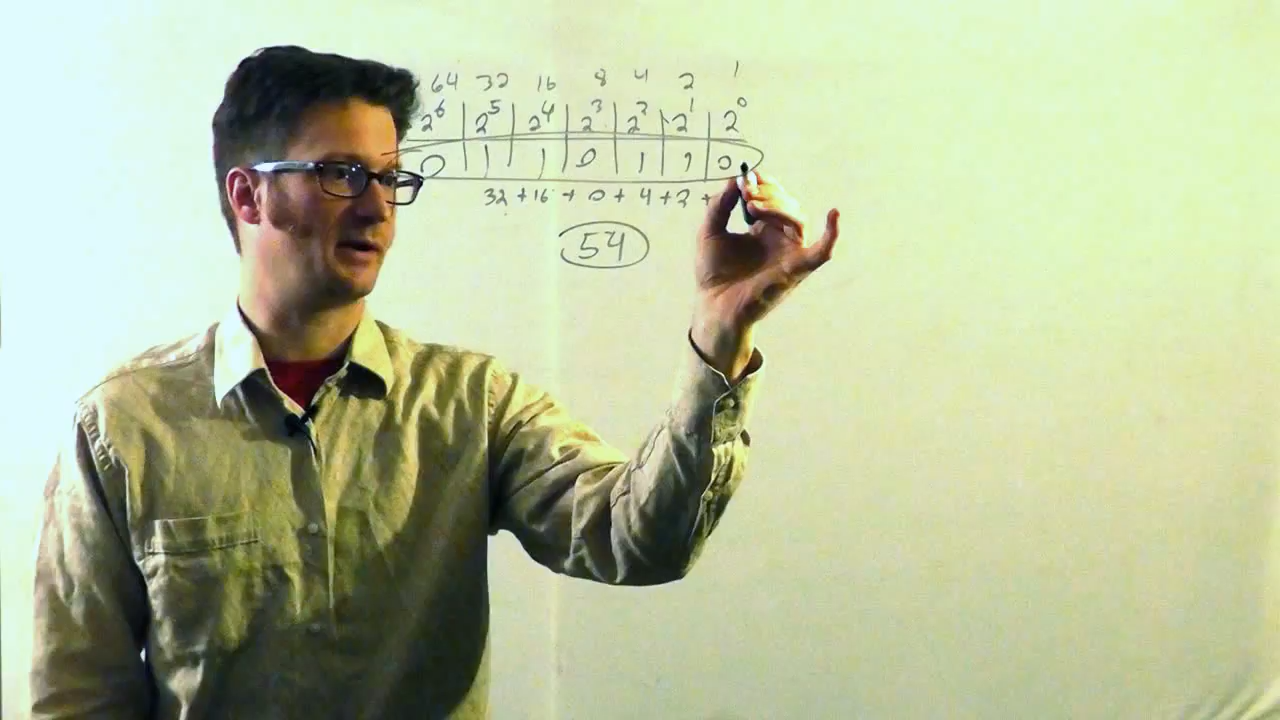 64 32 16 8 4 2 1
2⁶ 2⁵ 2⁴ 2³ 2² 2¹ 2⁰
0 1 1 0 1 1 0
32 + 16 + 0 + 4 + 2 +
54